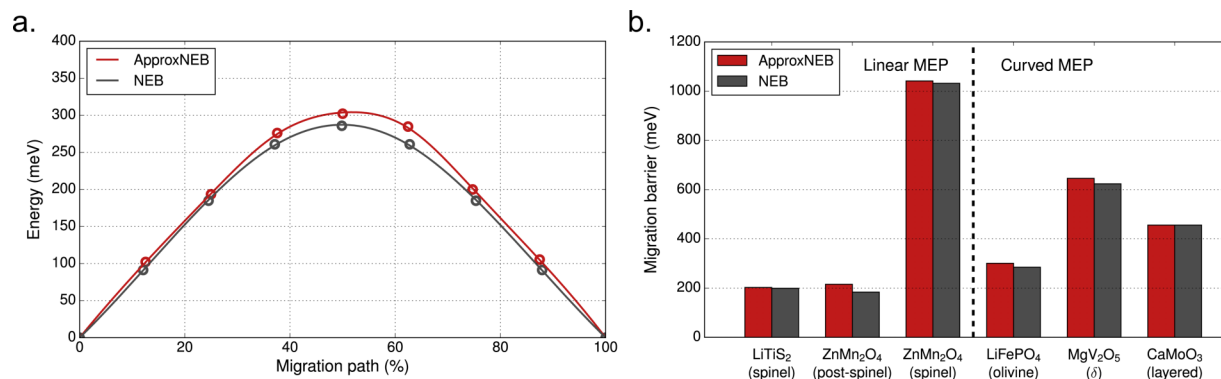 a.
400
350
300
250
200
150
100
50
0
Energy (meV)
ApproxNEB
NEB
0 20 40 60 80 100
Migration path (%)
b.
1200
1000
800
600
400
200
0
Migration barrier (meV)
ApproxNEB
NEB
Linear MEP
Curved MEP
LiTiS₂ ZnMn₂O₄ ZnMn₂O₄ LiFePO₄ MgV₂O₅ CaMoO₃
(spinel) (post-spinel) (spinel) (olivine) (δ) (layered)